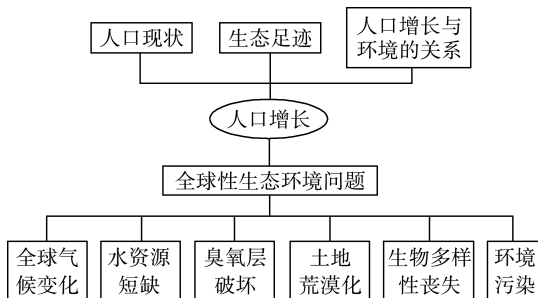 人口现状
生态足迹
人口增长与
环境的关系
人口增长
全球性生态环境问题
全球气
候变化
水资源
短缺
臭氧层
破坏
土地
荒漠化
生物多样
性丧失
环境
污染